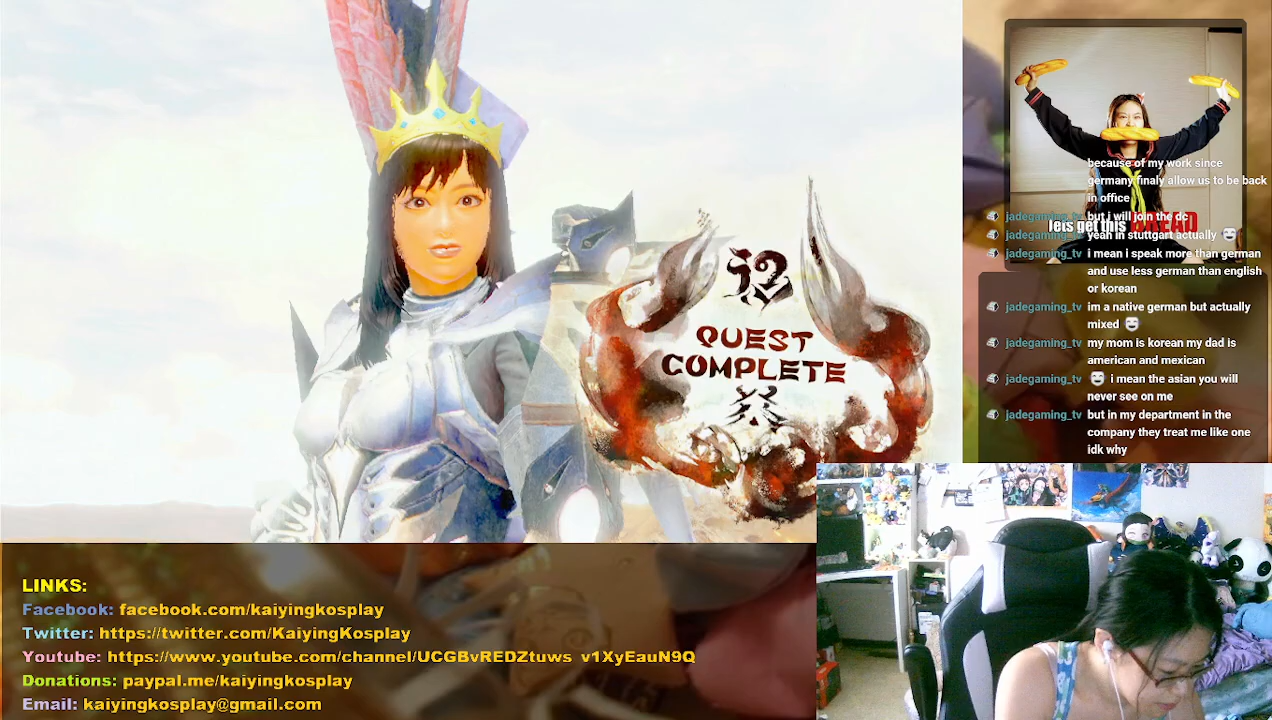 QUEST
COMPLETE
祭
because of my work since
germany finaly allow us to be back
in office
jadegaming_tv but i will join the dc
lets get this BREAD
yeah in stuttgart actually
jadegaming_tv i mean i speak more than german
and use less german than english
or korean
jadegaming_tv im a native german but actually
mixed
jadegaming_tv my mom is korean my dad is
american and mexican
jadegaming_tv i mean the asian you will
never see on me
jadegaming_tv but in my department in the
company they treat me like one
idk why
LINKS:
Facebook: facebook.com/kaiyingkosplay
Twitter: https://twitter.com/KaiyingKosplay
Youtube: https://www.youtube.com/channel/UCGBvREDZtuws_v1XyEauN9Q
Donations: paypal.me/kaiyingkosplay
Email: kaiyingkosplay@gmail.com